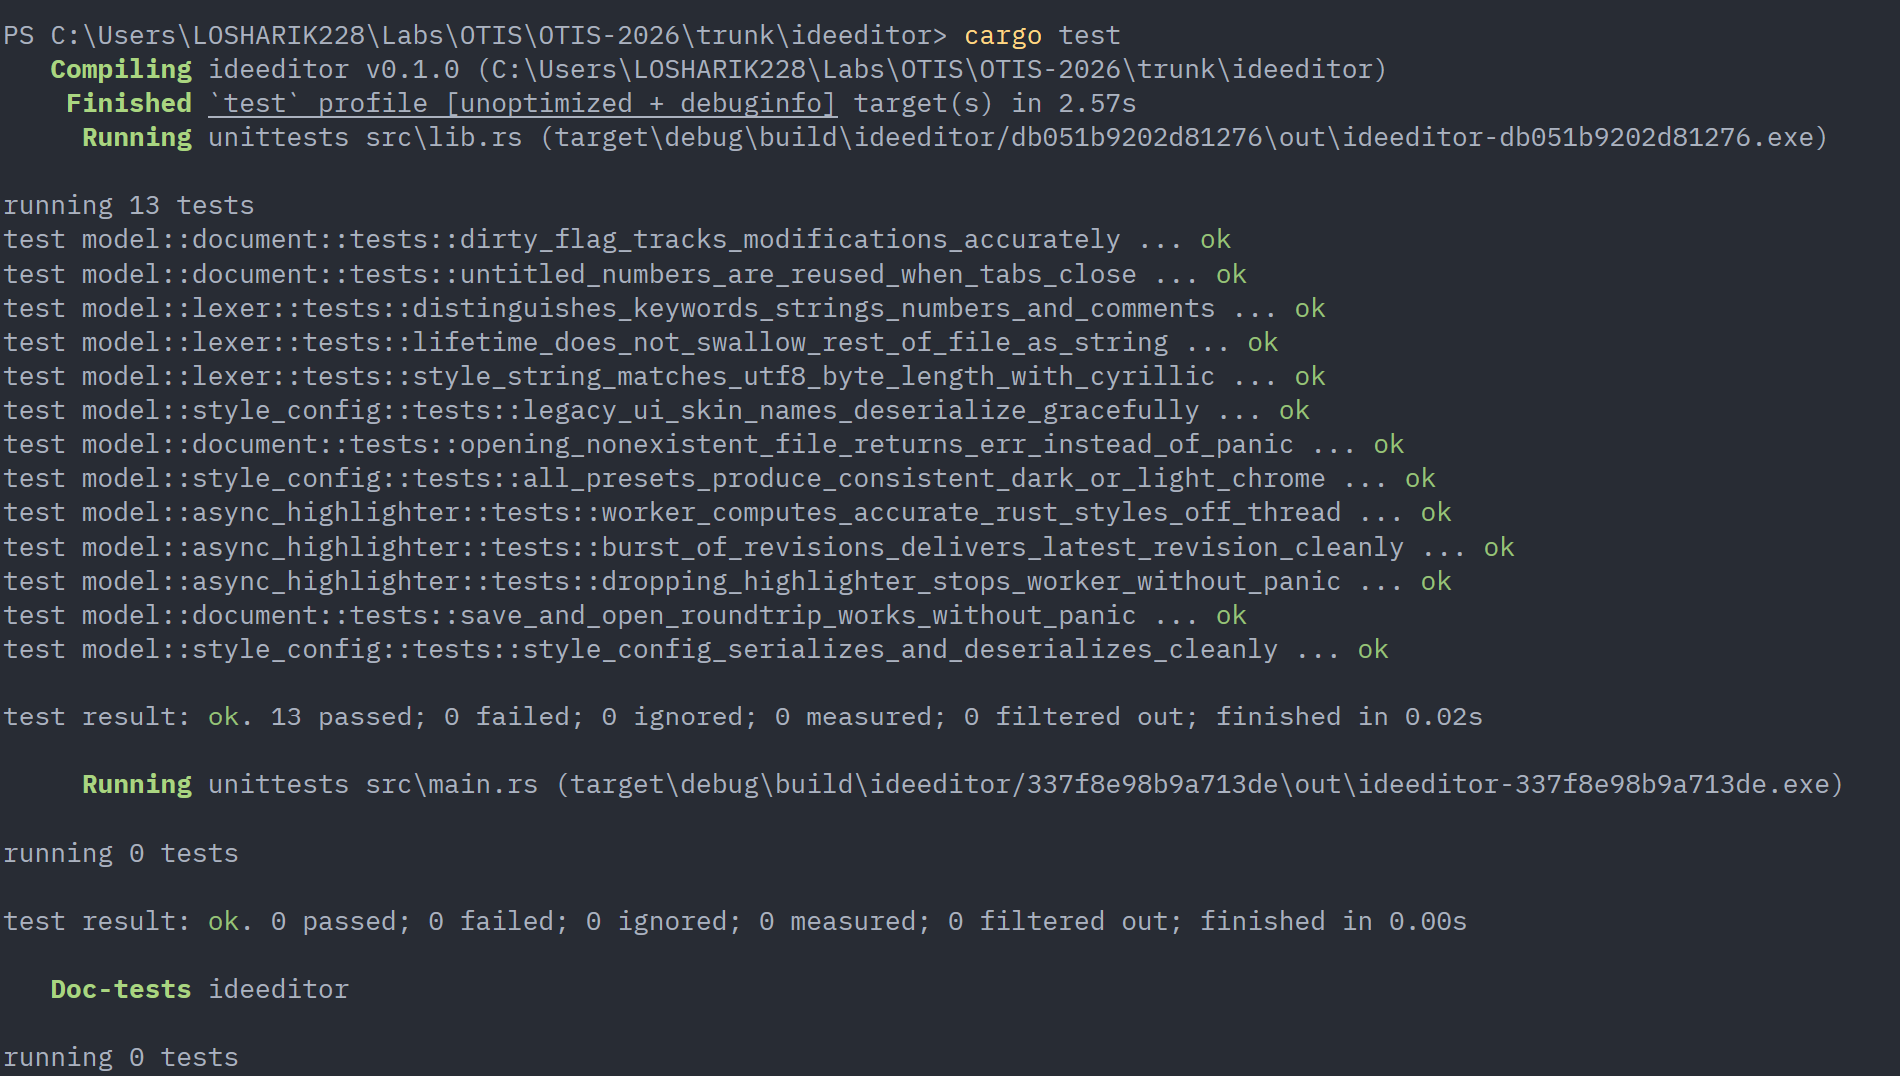 PS C:\Users\LOSHARIK228\Labs\OTIS\OTIS-2026\trunk\ideeditor> cargo test
   Compiling ideeditor v0.1.0 (C:\Users\LOSHARIK228\Labs\OTIS\OTIS-2026\trunk\ideeditor)
    Finished `test` profile [unoptimized + debuginfo] target(s) in 2.57s
     Running unittests src\lib.rs (target\debug\build\ideeditor/db051b9202d81276\out\ideeditor-db051b9202d81276.exe)

running 13 tests
test model::document::tests::dirty_flag_tracks_modifications_accurately ... ok
test model::document::tests::untitled_numbers_are_reused_when_tabs_close ... ok
test model::lexer::tests::distinguishes_keywords_strings_numbers_and_comments ... ok
test model::lexer::tests::lifetime_does_not_swallow_rest_of_file_as_string ... ok
test model::lexer::tests::style_string_matches_utf8_byte_length_with_cyrillic ... ok
test model::style_config::tests::legacy_ui_skin_names_deserialize_gracefully ... ok
test model::document::tests::opening_nonexistent_file_returns_err_instead_of_panic ... ok
test model::style_config::tests::all_presets_produce_consistent_dark_or_light_chrome ... ok
test model::async_highlighter::tests::worker_computes_accurate_rust_styles_off_thread ... ok
test model::async_highlighter::tests::burst_of_revisions_delivers_latest_revision_cleanly ... ok
test model::async_highlighter::tests::dropping_highlighter_stops_worker_without_panic ... ok
test model::document::tests::save_and_open_roundtrip_works_without_panic ... ok
test model::style_config::tests::style_config_serializes_and_deserializes_cleanly ... ok

test result: ok. 13 passed; 0 failed; 0 ignored; 0 measured; 0 filtered out; finished in 0.02s

     Running unittests src\main.rs (target\debug\build\ideeditor/337f8e98b9a713de\out\ideeditor-337f8e98b9a713de.exe)

running 0 tests

test result: ok. 0 passed; 0 failed; 0 ignored; 0 measured; 0 filtered out; finished in 0.00s

   Doc-tests ideeditor

running 0 tests